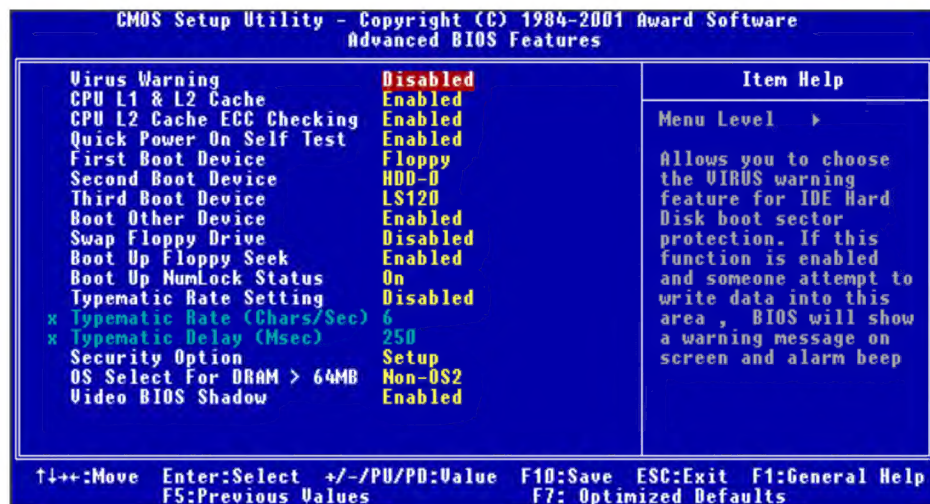 CMOS Setup Utility - Copyright (C) 1984-2001 Award Software
Advanced BIOS Features
Virus Warning Disabled
CPU L1 & L2 Cache Enabled
CPU L2 Cache ECC Checking Enabled
Quick Power On Self Test Enabled
First Boot Device Floppy
Second Boot Device HDD-0
Third Boot Device LS120
Boot Other Device Enabled
Swap Floppy Drive Disabled
Boot Up Floppy Seek Enabled
Boot Up NumLock Status On
Typematic Rate Setting Disabled
x Typematic Rate (Chars/Sec) 6
x Typematic Delay (Msec) 250
Security Option Setup
OS Select For DRAM > 64MB Non-OS2
Video BIOS Shadow Enabled
Item Help
Menu Level ▸
Allows you to choose
the VIRUS warning
feature for IDE Hard
Disk boot sector
protection. If this
function is enabled
and someone attempt to
write data into this
area , BIOS will show
a warning message on
screen and alarm beep
↑↓→←:Move Enter:Select +/-/PU/PD:Value F10:Save ESC:Exit F1:General Help
F5:Previous Values F7: Optimized Defaults